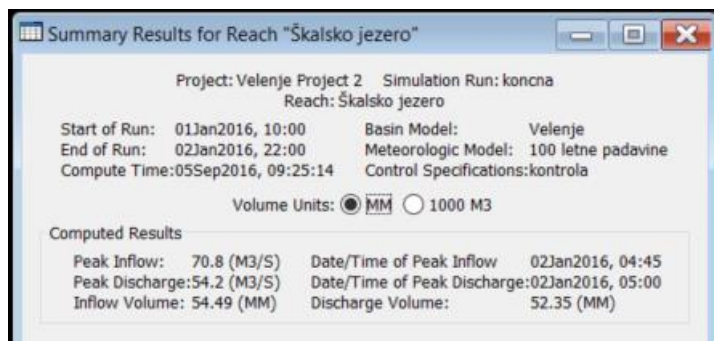 Summary Results for Reach "Škalsko jezero"
Project: Velenje Project 2 Simulation Run: koncna
Reach: Škalsko jezero
Start of Run: 01Jan2016, 10:00 Basin Model: Velenje
End of Run: 02Jan2016, 22:00 Meteorologic Model: 100 letne padavine
Compute Time:05Sep2016, 09:25:14 Control Specifications:kontrola
Volume Units: MM 1000 M3
Computed Results
Peak Inflow: 70.8 (M3/S) Date/Time of Peak Inflow 02Jan2016, 04:45
Peak Discharge:54.2 (M3/S) Date/Time of Peak Discharge:02Jan2016, 05:00
Inflow Volume: 54.49 (MM) Discharge Volume: 52.35 (MM)